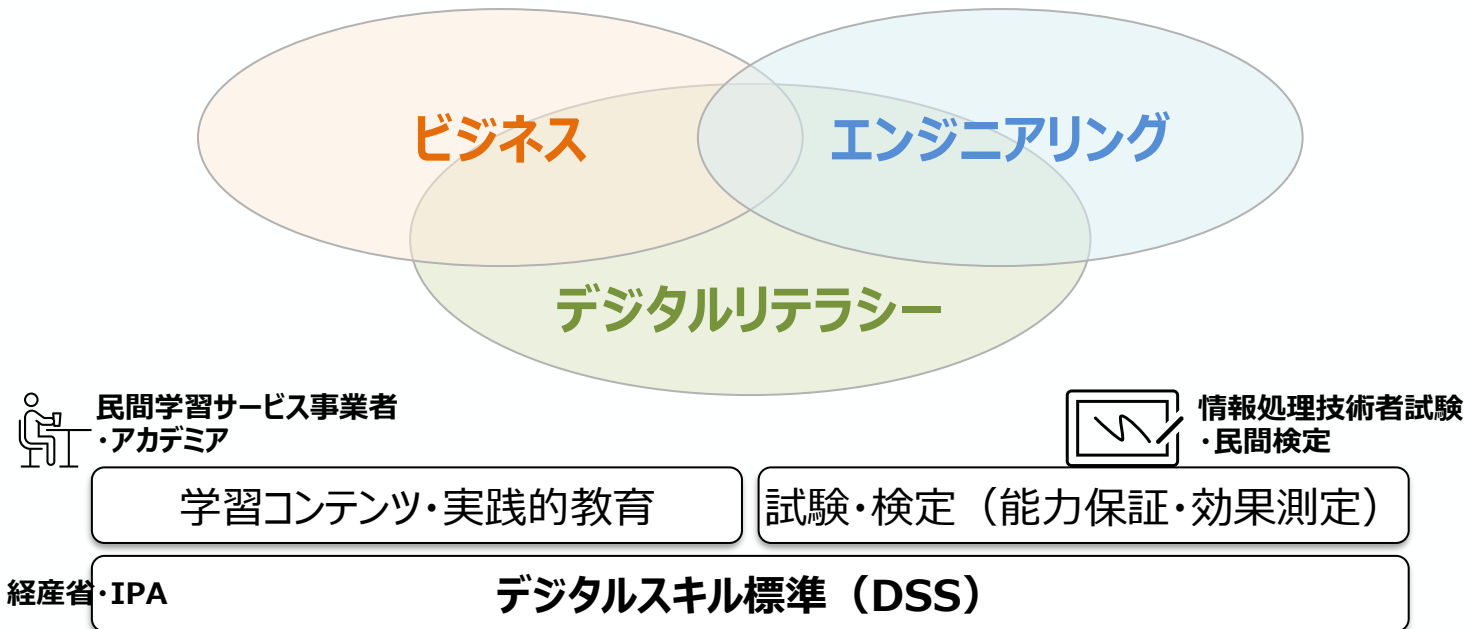 ビジネス
エンジニアリング
デジタルリテラシー
民間学習サービス事業者
・アカデミア
情報処理技術者試験
・民間検定
学習コンテンツ・実践的教育
試験・検定（能力保証・効果測定）
経産省・IPA
デジタルスキル標準（DSS）